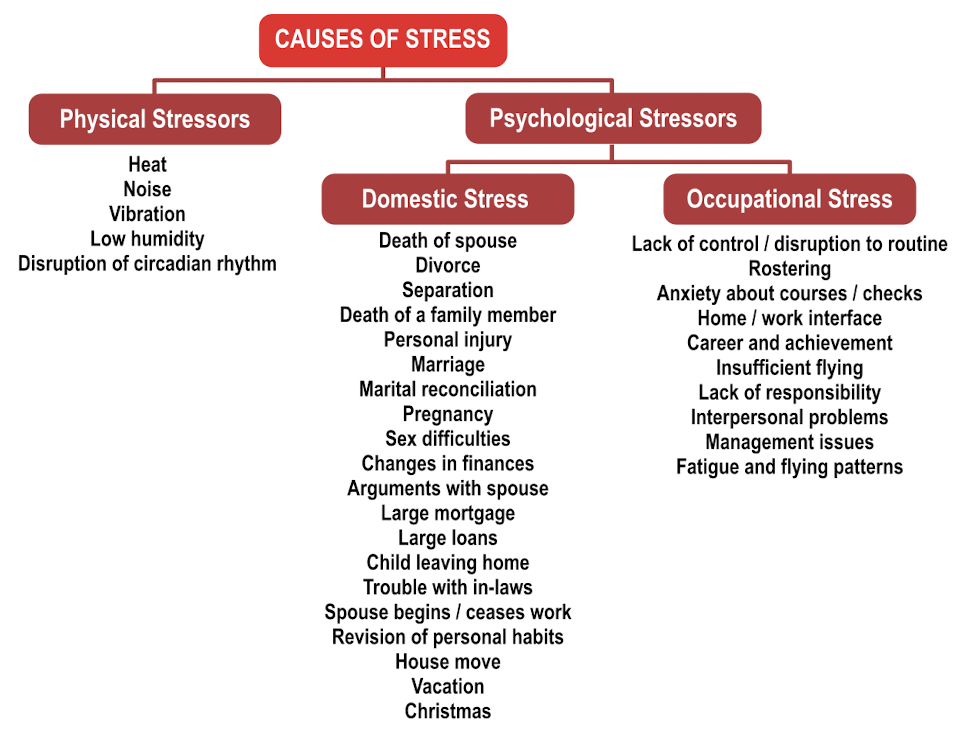 CAUSES OF STRESS
Physical Stressors
Heat
Noise
Vibration
Low humidity
Disruption of circadian rhythm
Psychological Stressors
Domestic Stress
Death of spouse
Divorce
Separation
Death of a family member
Personal injury
Marriage
Marital reconciliation
Pregnancy
Sex difficulties
Changes in finances
Arguments with spouse
Large mortgage
Large loans
Child leaving home
Trouble with in-laws
Spouse begins / ceases work
Revision of personal habits
House move
Vacation
Christmas
Occupational Stress
Lack of control / disruption to routine
Rostering
Anxiety about courses / checks
Home / work interface
Career and achievement
Insufficient flying
Lack of responsibility
Interpersonal problems
Management issues
Fatigue and flying patterns